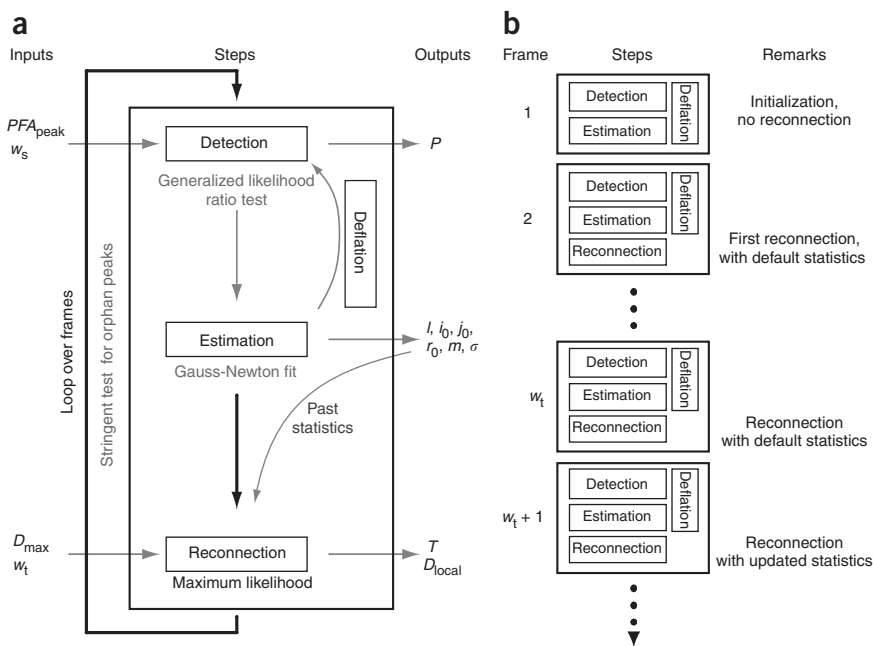 a
Inputs
Steps
Outputs
PFA_peak
w_s
Detection
P
Generalized likelihood
ratio test
Deflation
Loop over frames
Stringent test for orphan peaks
Estimation
Gauss-Newton fit
I, i_0, j_0,
r_0, m, σ
Past
statistics
D_max
w_t
Reconnection
Maximum likelihood
T
D_local
b
Frame
Steps
Remarks
1
Detection
Estimation
Deflation
Initialization,
no reconnection
2
Detection
Estimation
Reconnection
Deflation
First reconnection,
with default statistics
w_t
Detection
Estimation
Reconnection
Deflation
Reconnection
with default statistics
w_t + 1
Detection
Estimation
Reconnection
Deflation
Reconnection
with updated statistics